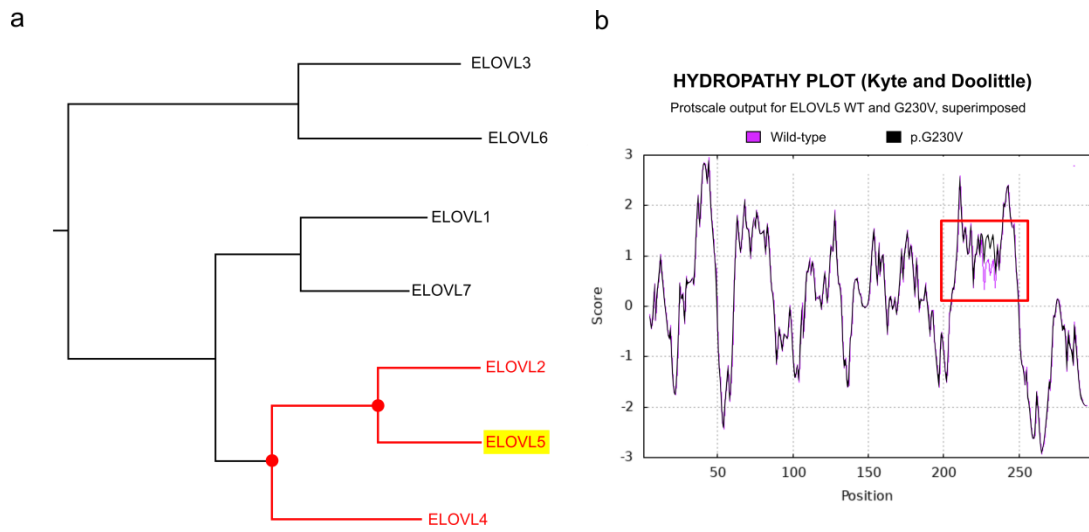 a
ELOVL3
ELOVL6
ELOVL1
ELOVL7
ELOVL2
ELOVL5
ELOVL4
b
HYDROPATHY PLOT (Kyte and Doolittle)
Protscale output for ELOVL5 WT and G230V, superimposed
Wild-type p.G230V
3
2
1
0
-1
-2
-3
Score
50 100 150 200 250
Position